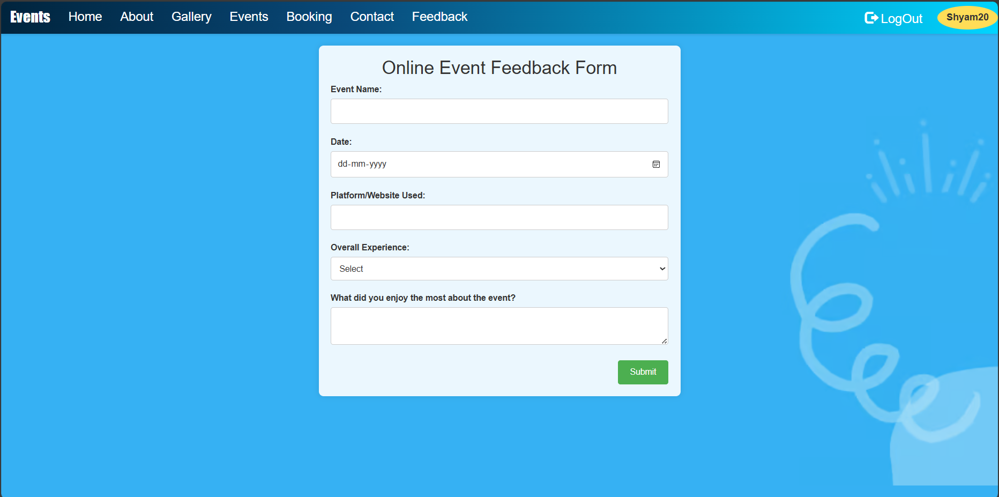 Events Home About Gallery Events Booking Contact Feedback LogOut Shyam20
Online Event Feedback Form
Event Name:
Date:
dd-mm-yyyy
Platform/Website Used:
Overall Experience:
Select
What did you enjoy the most about the event?
Submit